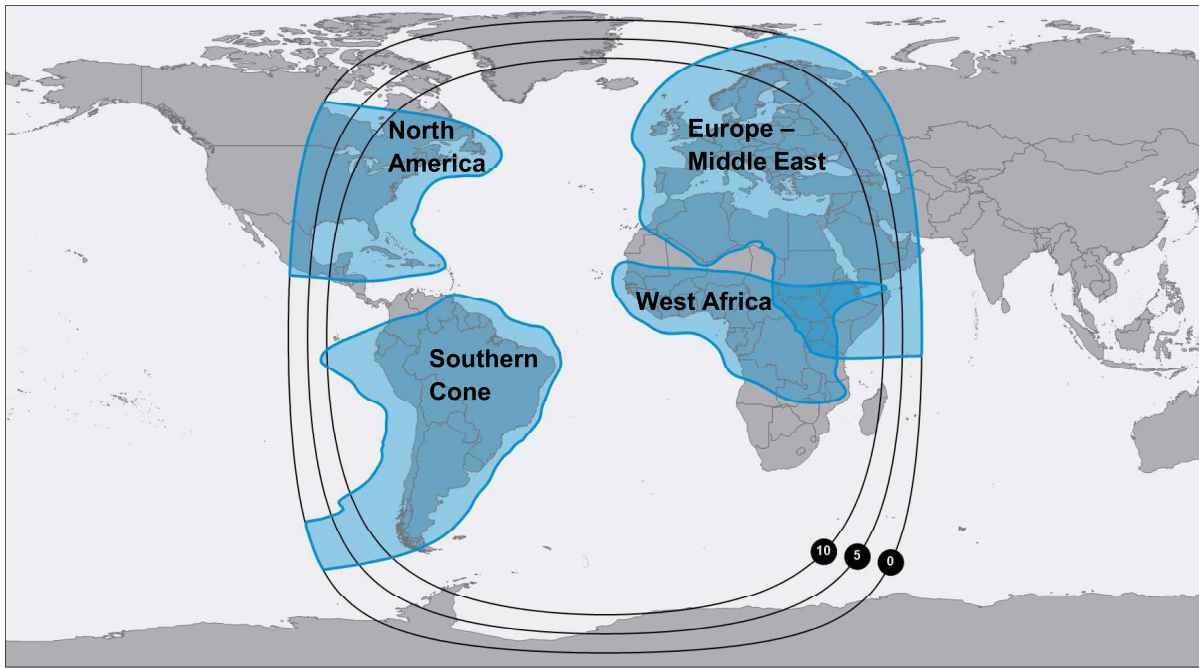 North
America
Europe –
Middle East
West Africa
Southern
Cone
10
5
0